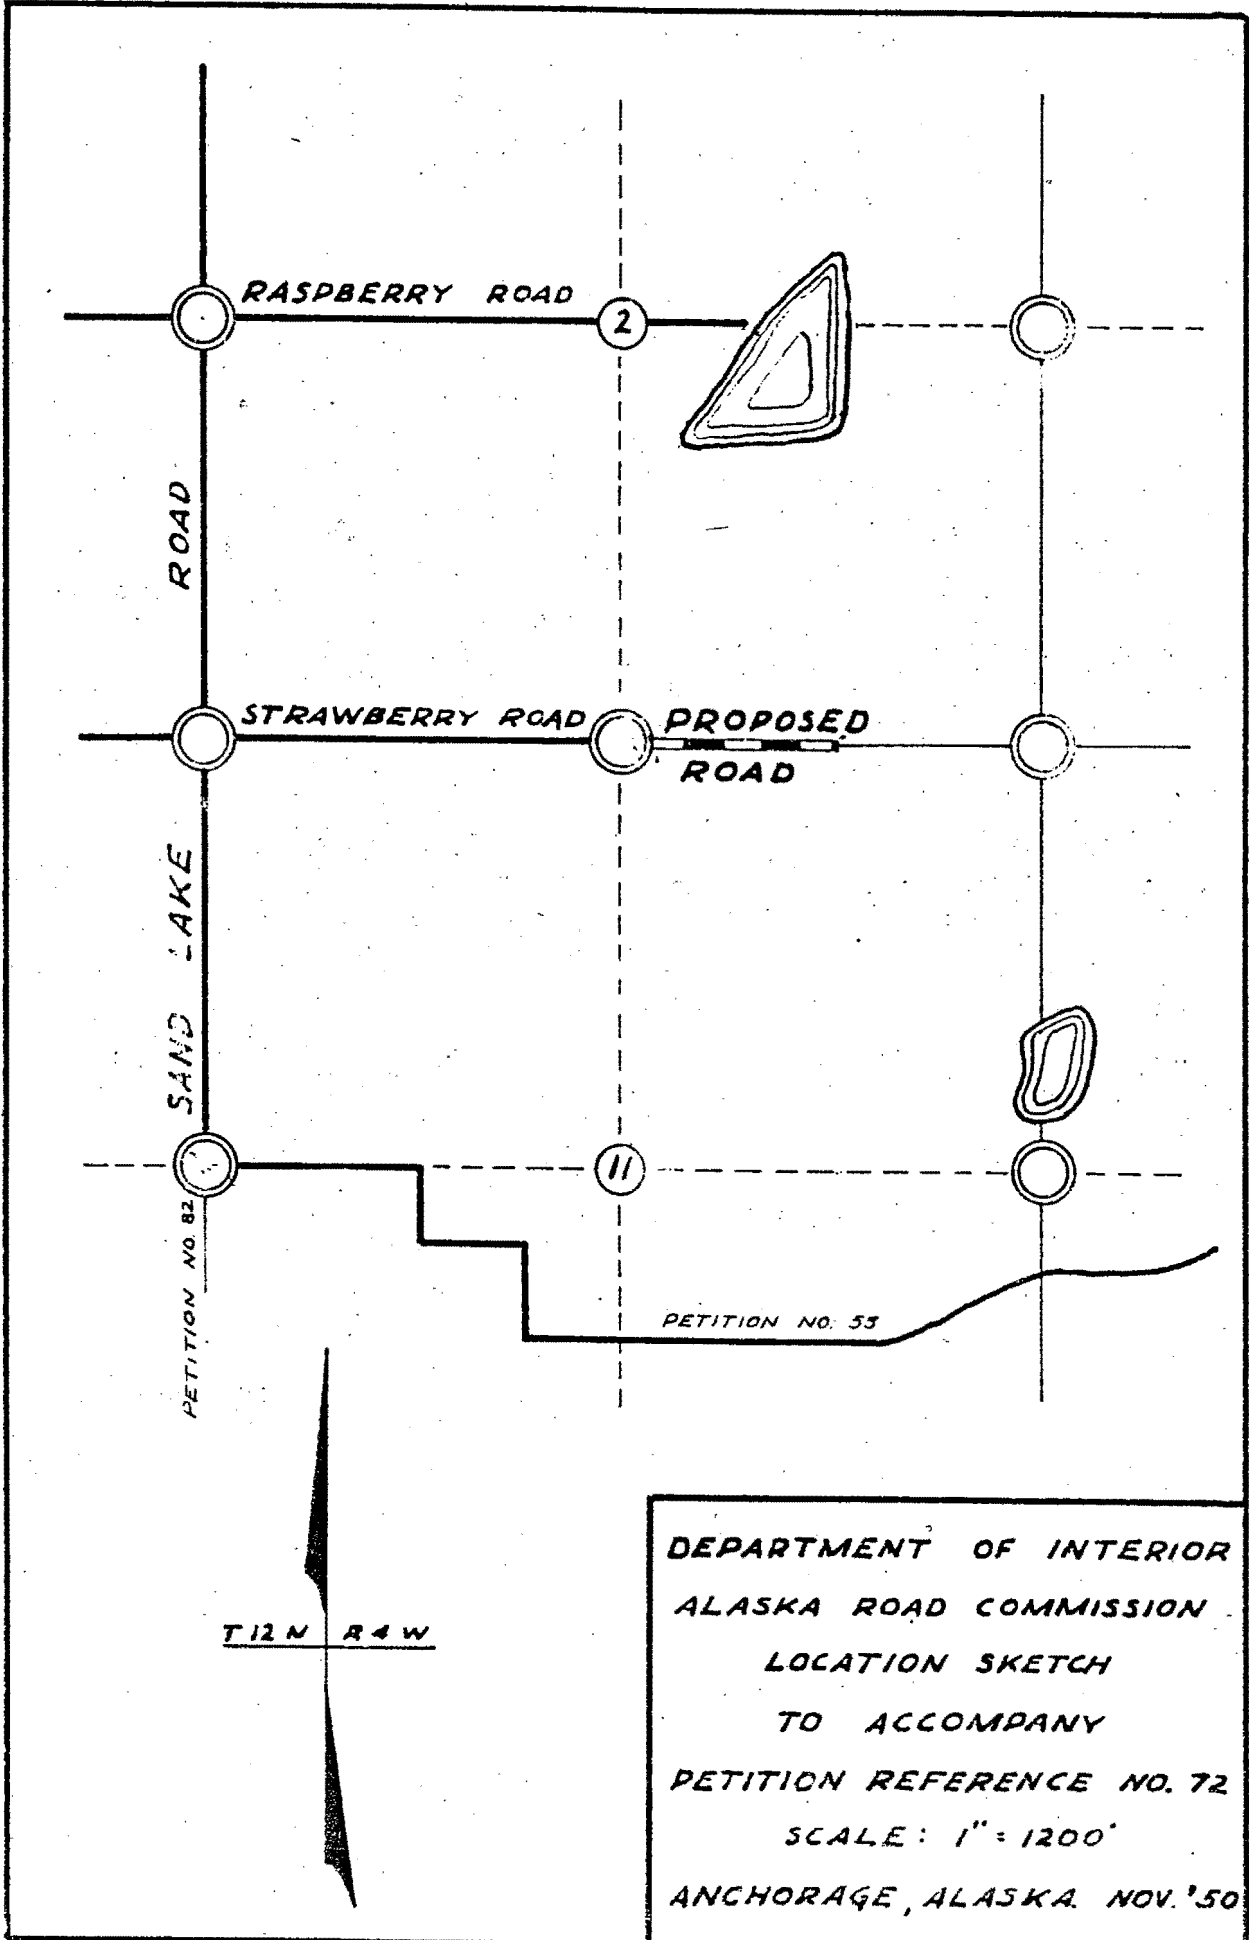 RASPBERRY ROAD
2
ROAD
STRAWBERRY ROAD
PROPOSED
ROAD
SAND LAKE
11
PETITION NO. 82
PETITION NO. 55
T 12 N R 4 W
DEPARTMENT OF INTERIOR
ALASKA ROAD COMMISSION
LOCATION SKETCH
TO ACCOMPANY
PETITION REFERENCE NO. 72
SCALE: 1" = 1200'
ANCHORAGE, ALASKA. NOV. '50